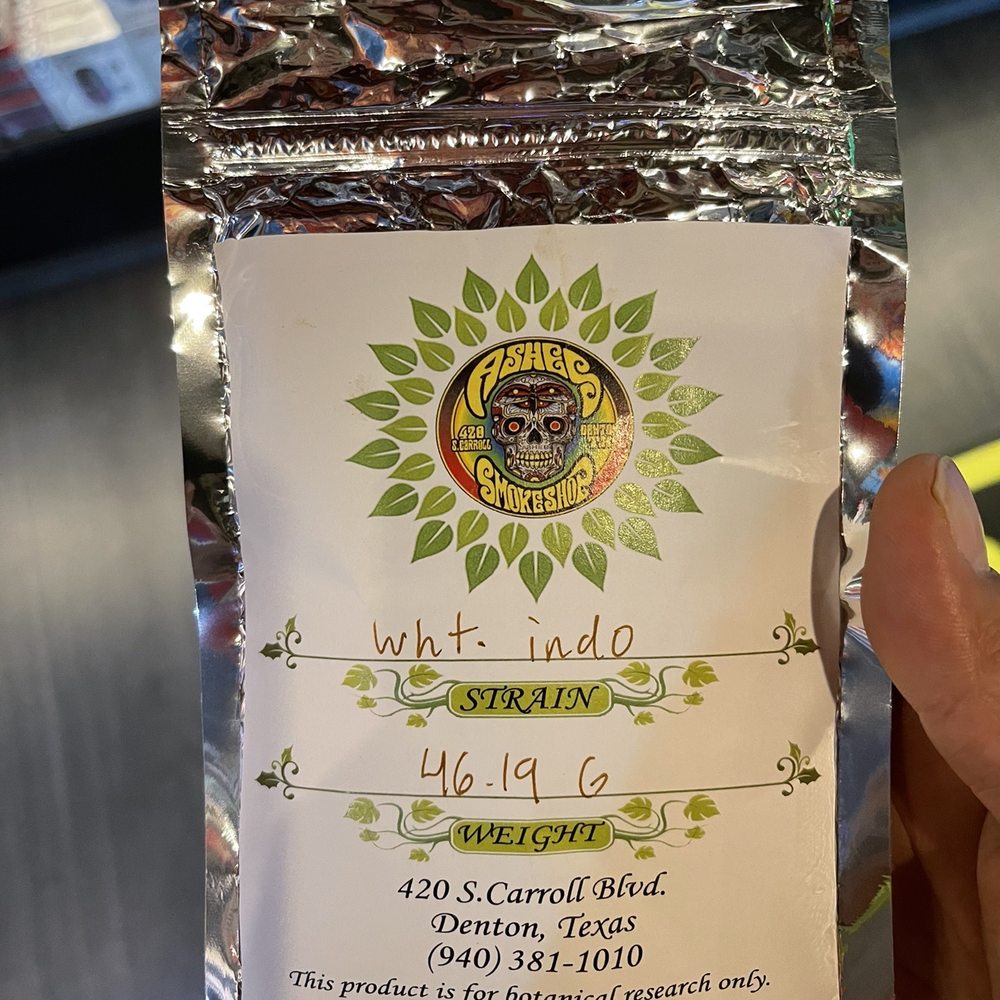 ASHES
420
S.CARROLL
DENTON
SMOKESHOP
wht. indo
STRAIN
46.19 G
WEIGHT
420 S.Carroll Blvd.
Denton, Texas
(940) 381-1010
This product is for botanical research only.